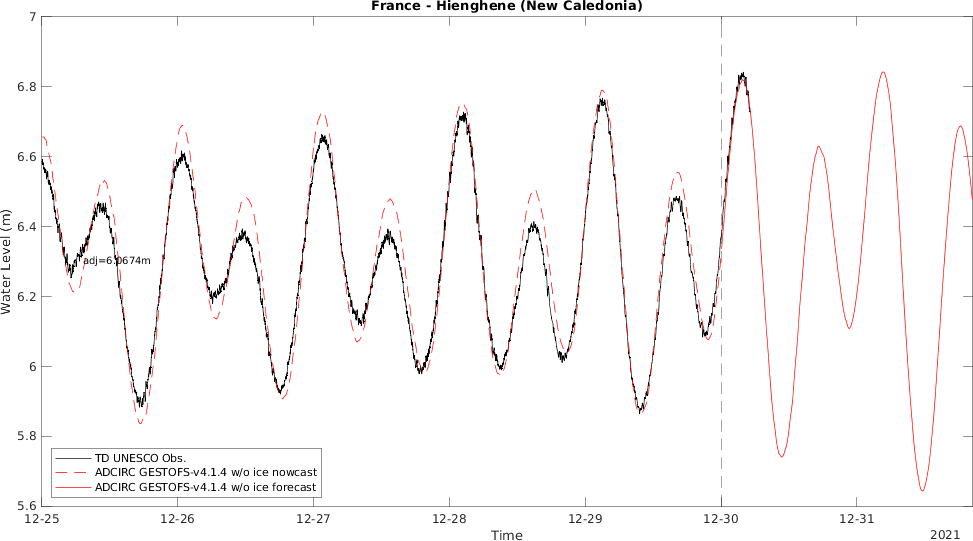 France - Hienghene (New Caledonia)
7
6.8
6.6
6.4
6.2
6
5.8
5.6
Water Level (m)
adj=6.0674m
TD UNESCO Obs.
ADCIRC GESTOFS-v4.1.4 w/o ice nowcast
ADCIRC GESTOFS-v4.1.4 w/o ice forecast
12-25 12-26 12-27 12-28 12-29 12-30 12-31
Time
2021